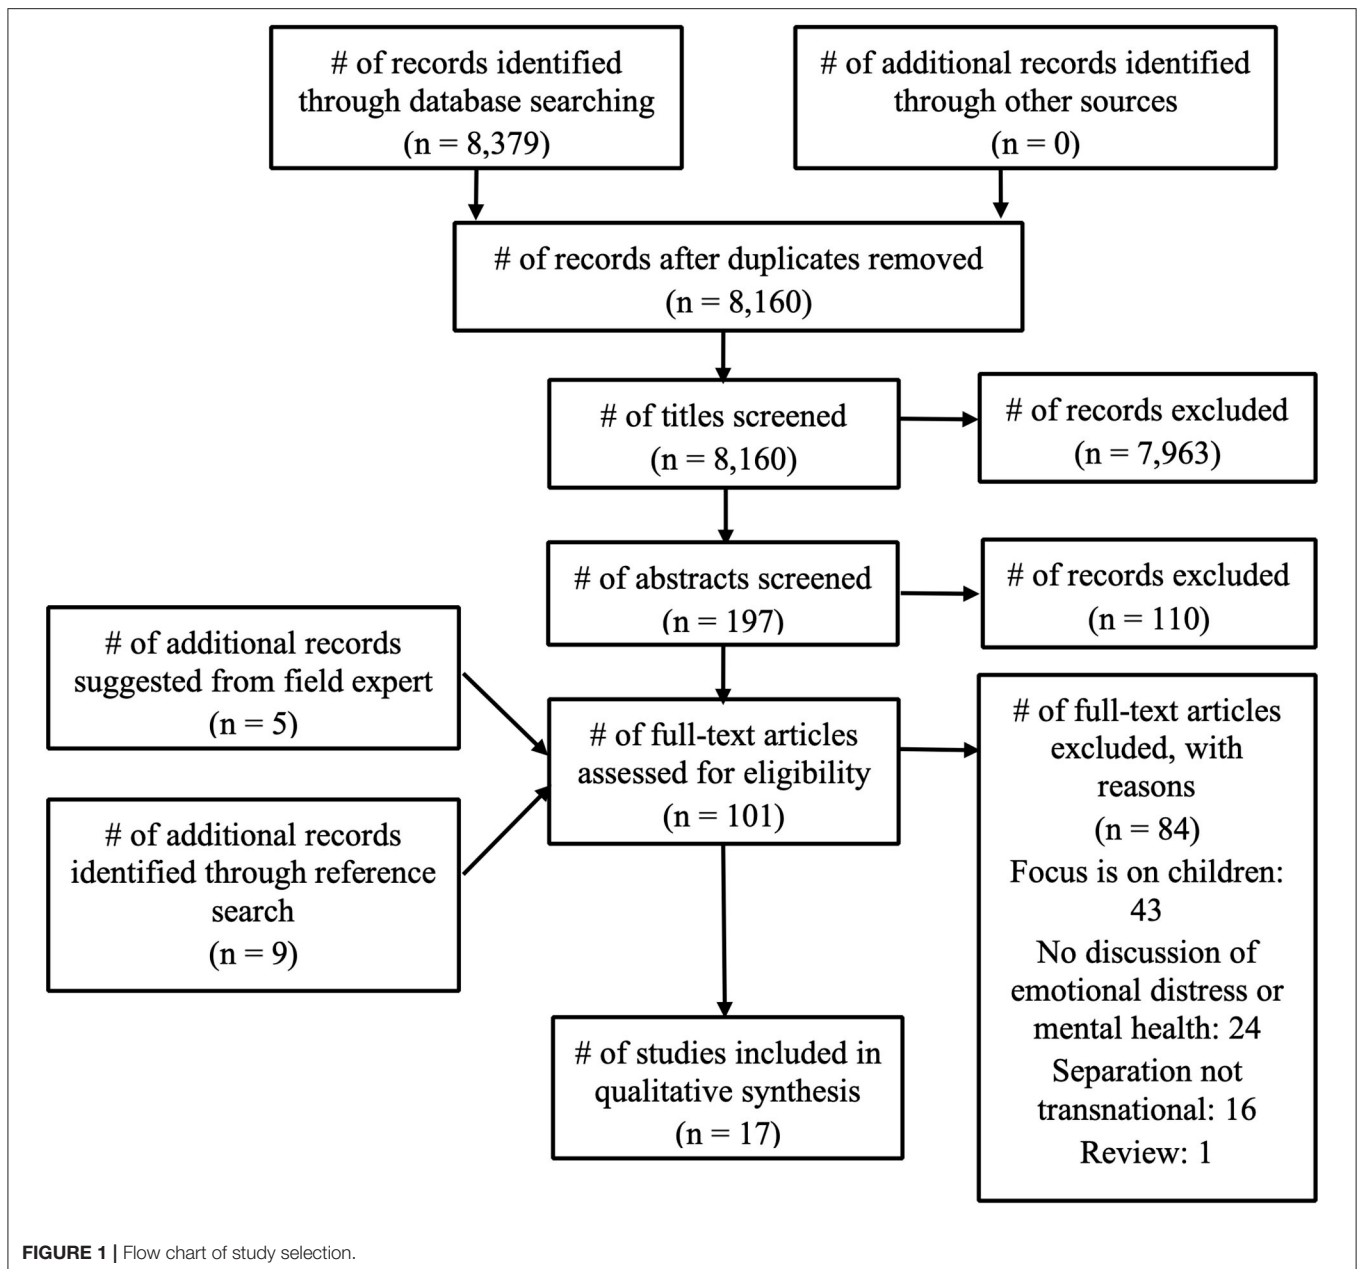 # of records identified
through database searching
(n = 8,379)
# of additional records identified
through other sources
(n = 0)
# of records after duplicates removed
(n = 8,160)
# of titles screened
(n = 8,160)
# of records excluded
(n = 7,963)
# of abstracts screened
(n = 197)
# of records excluded
(n = 110)
# of additional records
suggested from field expert
(n = 5)
# of additional records
identified through reference
search
(n = 9)
# of full-text articles
assessed for eligibility
(n = 101)
# of full-text articles
excluded, with
reasons
(n = 84)
Focus is on children:
43
No discussion of
emotional distress or
mental health: 24
Separation not
transnational: 16
Review: 1
# of studies included in
qualitative synthesis
(n = 17)
FIGURE 1 | Flow chart of study selection.